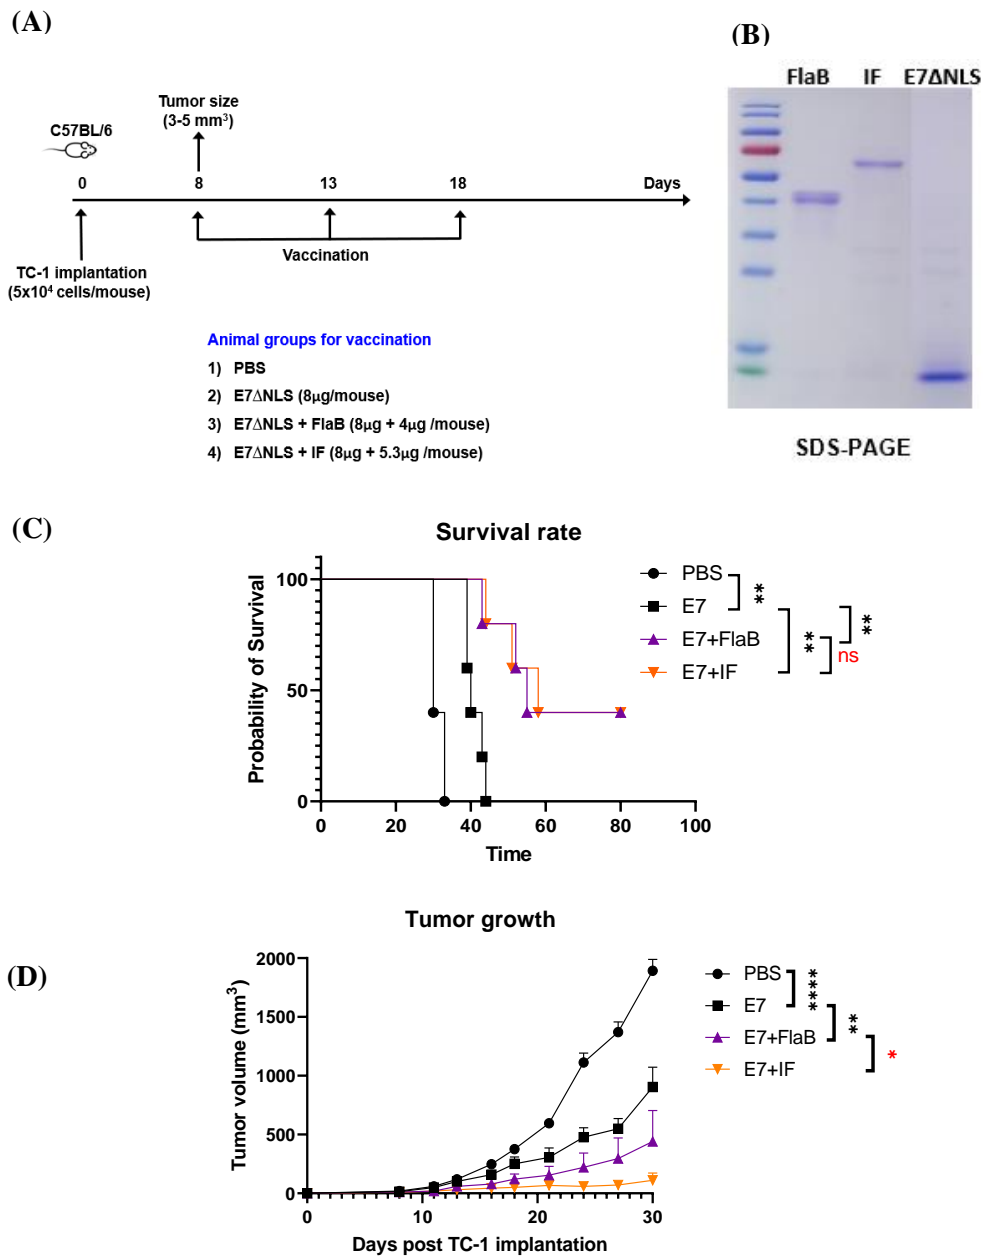 (A)
C57BL/6
Tumor size
(3-5 mm³)
0
8
13
18
Days
Vaccination
TC-1 implantation
(5x10⁴ cells/mouse)
Animal groups for vaccination
1) PBS
2) E7ΔNLS (8μg/mouse)
3) E7ΔNLS + FlaB (8μg + 4μg /mouse)
4) E7ΔNLS + IF (8μg + 5.3μg /mouse)
(B)
FlaB IF E7ΔNLS
SDS-PAGE
(C)
Survival rate
Probability of Survival
100
50
0
0 20 40 60 80 100
Time
PBS
E7
E7+FlaB
E7+IF
**
**
**
ns
(D)
Tumor growth
Tumor volume (mm³)
2000
1500
1000
500
0
0 10 20 30
Days post TC-1 implantation
PBS
E7
E7+FlaB
E7+IF
****
**
*